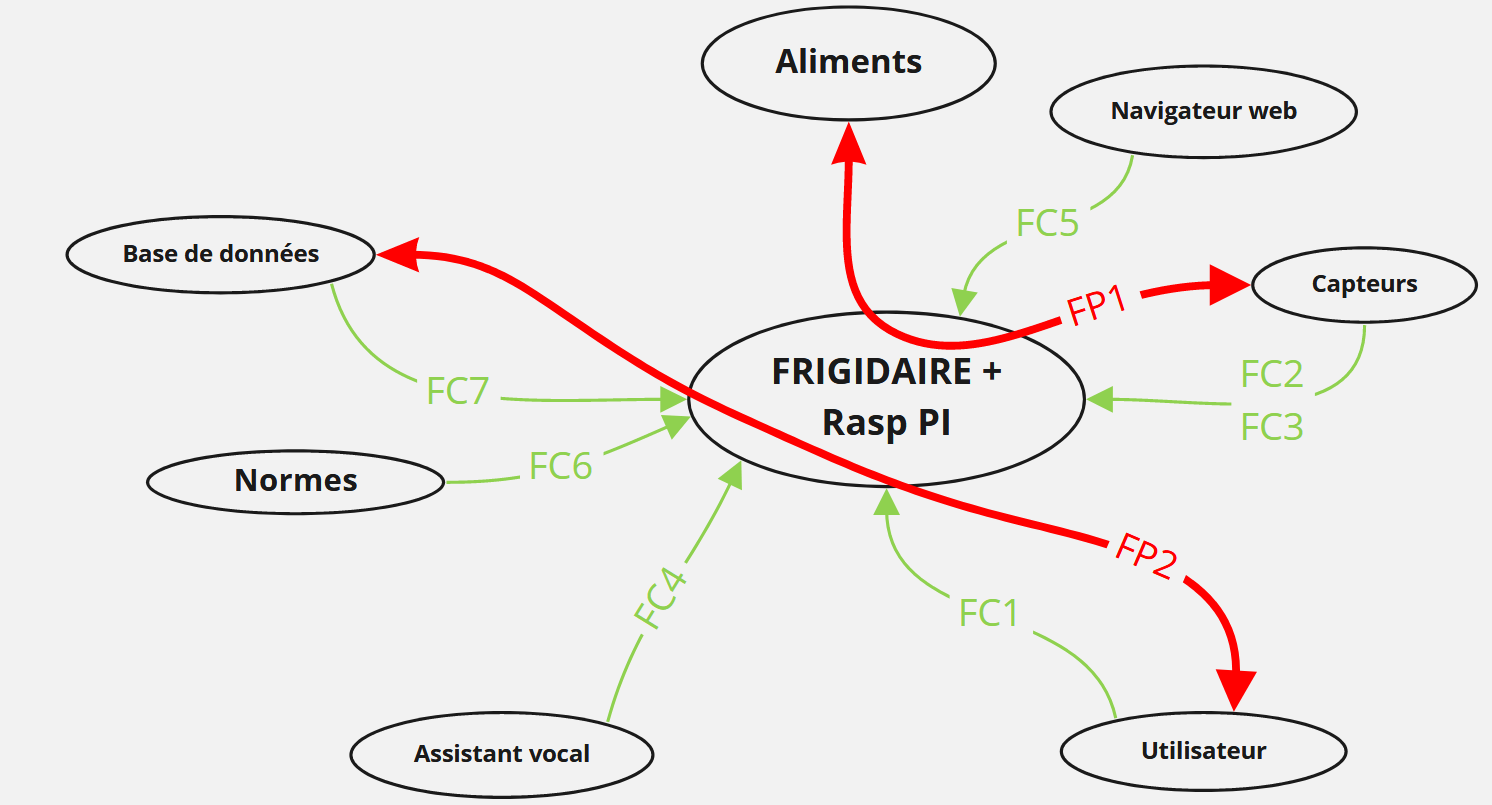 Aliments
Navigateur web
FC5
Base de données
Capteurs
FP1
FRIGIDAIRE +
Rasp PI
FC2
FC3
FC7
Normes
FC6
FC4
FC1
FP2
Assistant vocal
Utilisateur